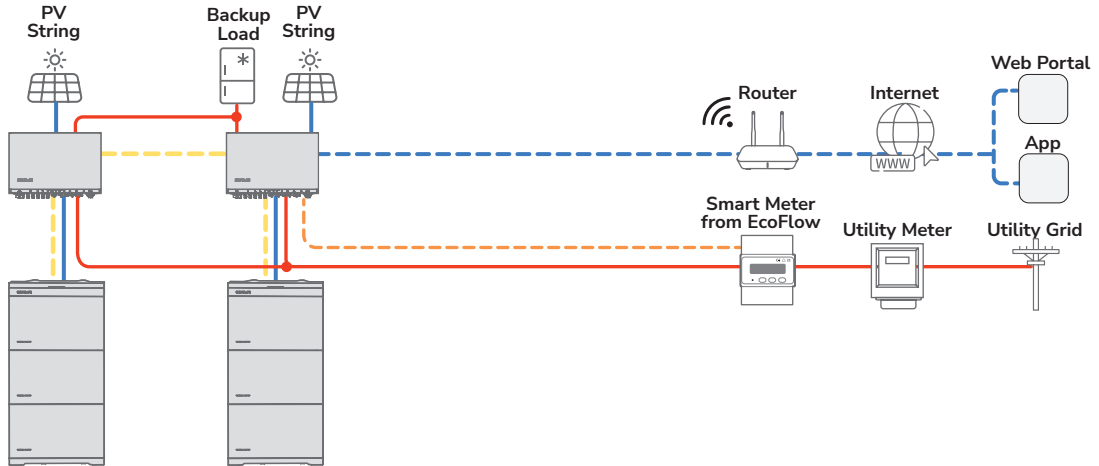 PV
String
Backup
Load
PV
String
Web Portal
Router
Internet
WWW
App
Smart Meter
from EcoFlow
Utility Meter
Utility Grid